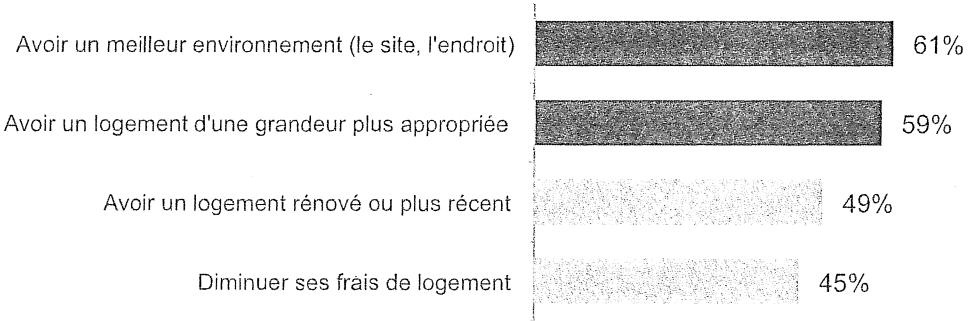 Avoir un meilleur environnement (le site, l'endroit) 61%
Avoir un logement d'une grandeur plus appropriée 59%
Avoir un logement rénové ou plus récent 49%
Diminuer ses frais de logement 45%